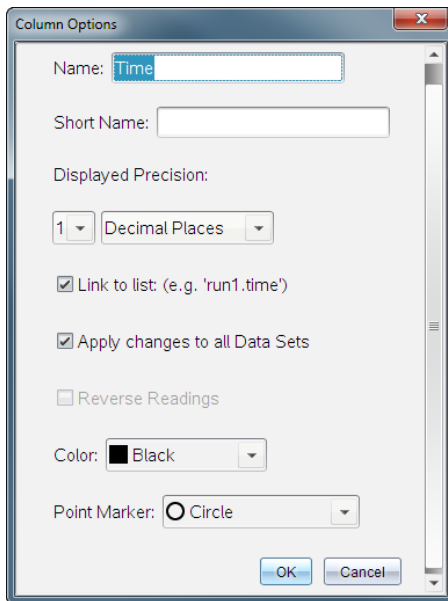 Column Options
Name: Time
Short Name:
Displayed Precision:
1 Decimal Places
Link to list: (e.g. 'run1.time')
Apply changes to all Data Sets
Reverse Readings
Color: Black
Point Marker: Circle
OK Cancel